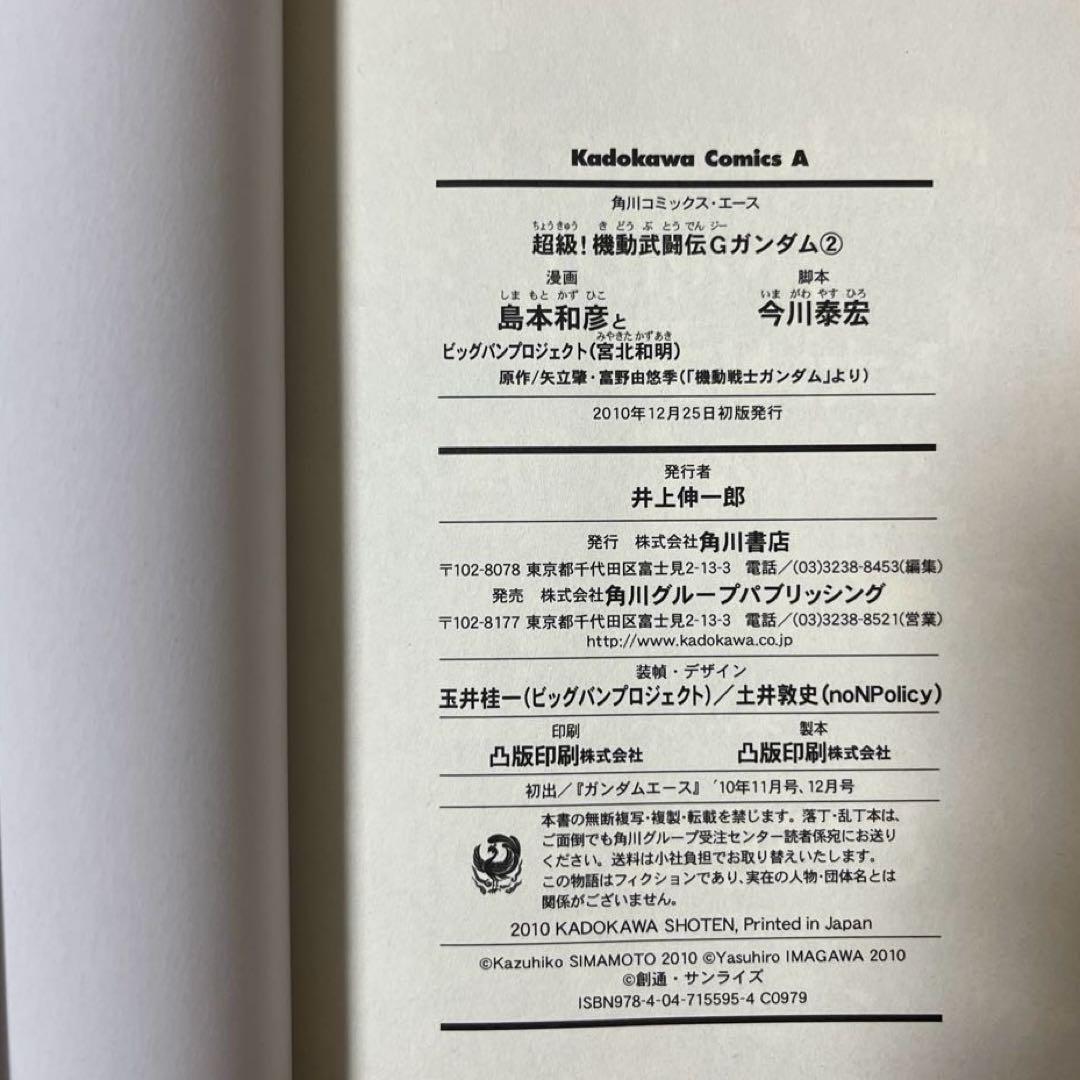 Kadokawa Comics A
角川コミックス・エース
ちょうきゅう き どう ぶ とう でん ジー
超級!機動武闘伝Gガンダム②
漫画 脚本
しま もと かず ひこ いま がわ やす ひろ
島本和彦と 今川泰宏
みやきた かずあき
ビッグバンプロジェクト(宮北和明)
原作/矢立肇・富野由悠季(「機動戦士ガンダム」より)
2010年12月25日初版発行
発行者
井上伸一郎
発行 株式会社角川書店
〒102-8078 東京都千代田区富士見2-13-3 電話/(03)3238-8453(編集)
発売 株式会社角川グループパブリッシング
〒102-8177 東京都千代田区富士見2-13-3 電話/(03)3238-8521(営業)
http://www.kadokawa.co.jp
装幀・デザイン
玉井桂一(ビッグバンプロジェクト)/土井敦史(noNPolicy)
印刷 製本
凸版印刷株式会社 凸版印刷株式会社
初出/『ガンダムエース』 ´10年11月号、12月号
本書の無断複写・複製・転載を禁じます。落丁・乱丁本は、
ご面倒でも角川グループ受注センター読者係宛にお送り
ください。送料は小社負担でお取り替えいたします。
この物語はフィクションであり、実在の人物・団体名とは
関係がございません。
2010 KADOKAWA SHOTEN, Printed in Japan
©Kazuhiko SIMAMOTO 2010 ©Yasuhiro IMAGAWA 2010
©創通・サンライズ
ISBN978-4-04-715595-4 C0979